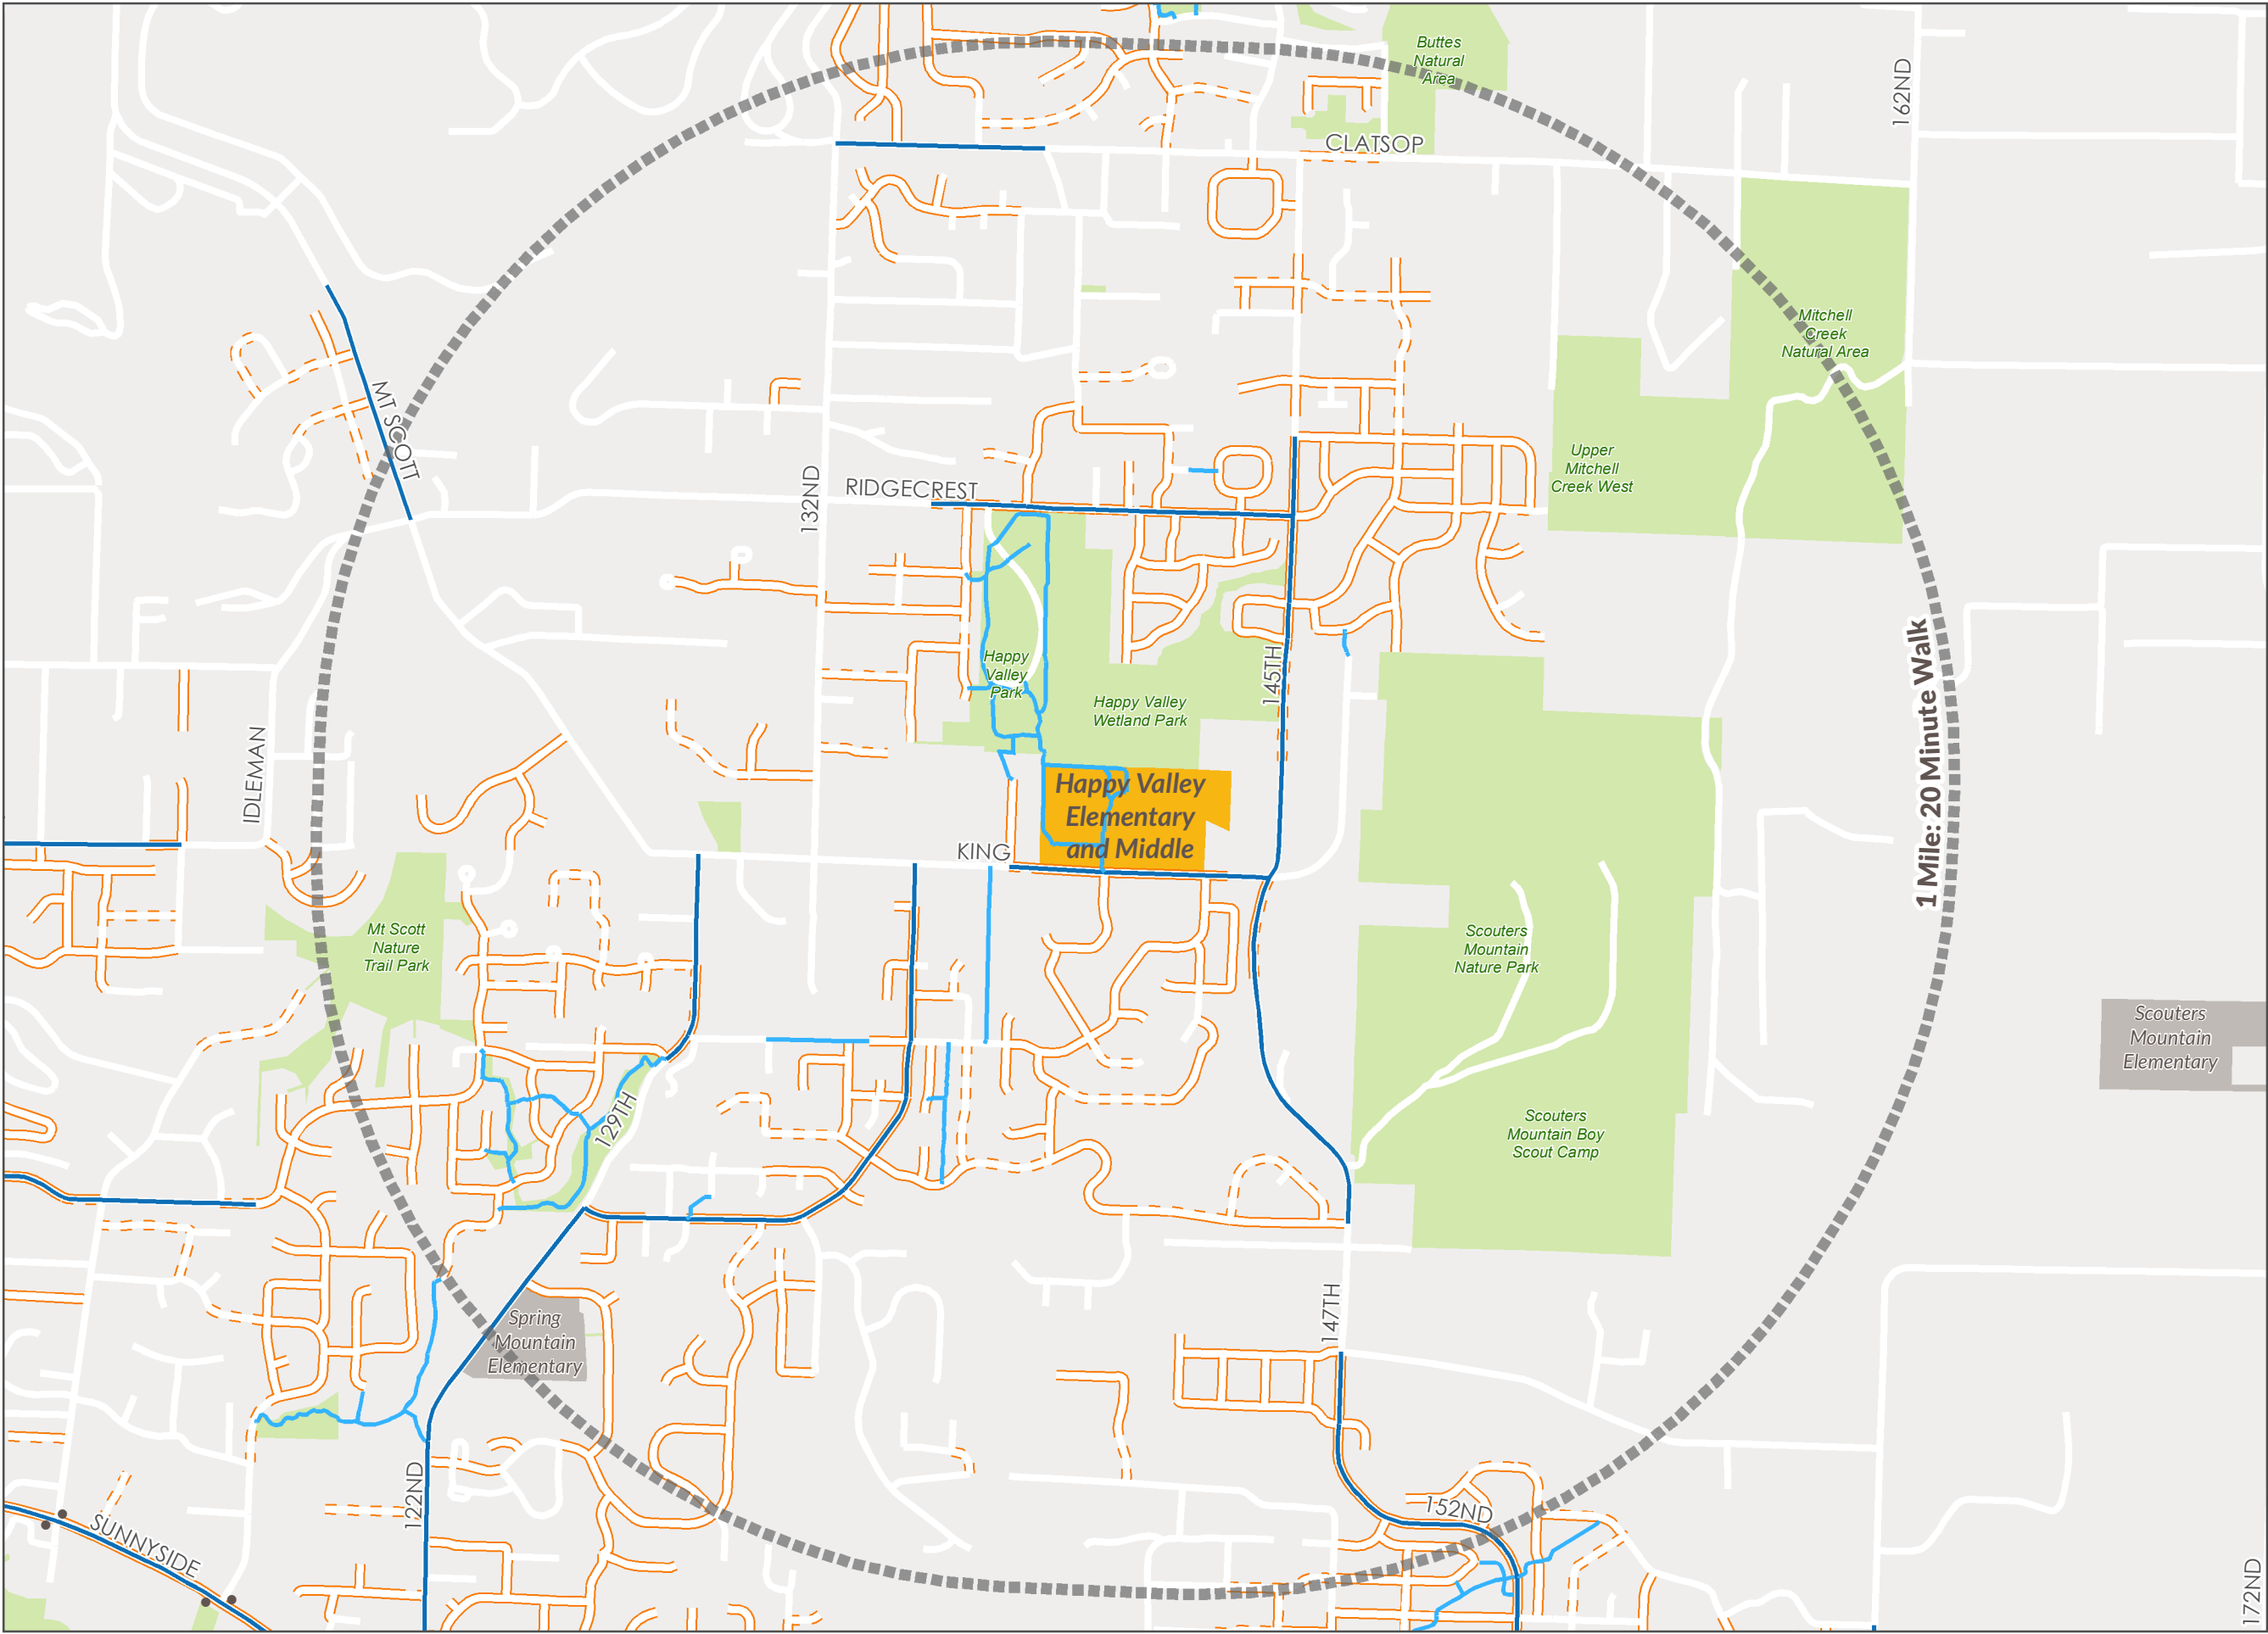 Buttes
Natural
Area
162ND
CLATSOP
Mitchell
Creek
Natural Area
MT SCOTT
Upper
Mitchell
Creek West
132ND
RIDGECREST
1 Mile: 20 Minute Walk
Happy
Valley
Park
145TH
Happy Valley
Wetland Park
IDLEMAN
Happy Valley
Elementary
and Middle
KING
Mt Scott
Nature
Trail Park
Scouters
Mountain
Nature Park
Scouters
Mountain
Elementary
129TH
Scouters
Mountain Boy
Scout Camp
147TH
Spring
Mountain
Elementary
122ND
152ND
SUNNYSIDE
172ND